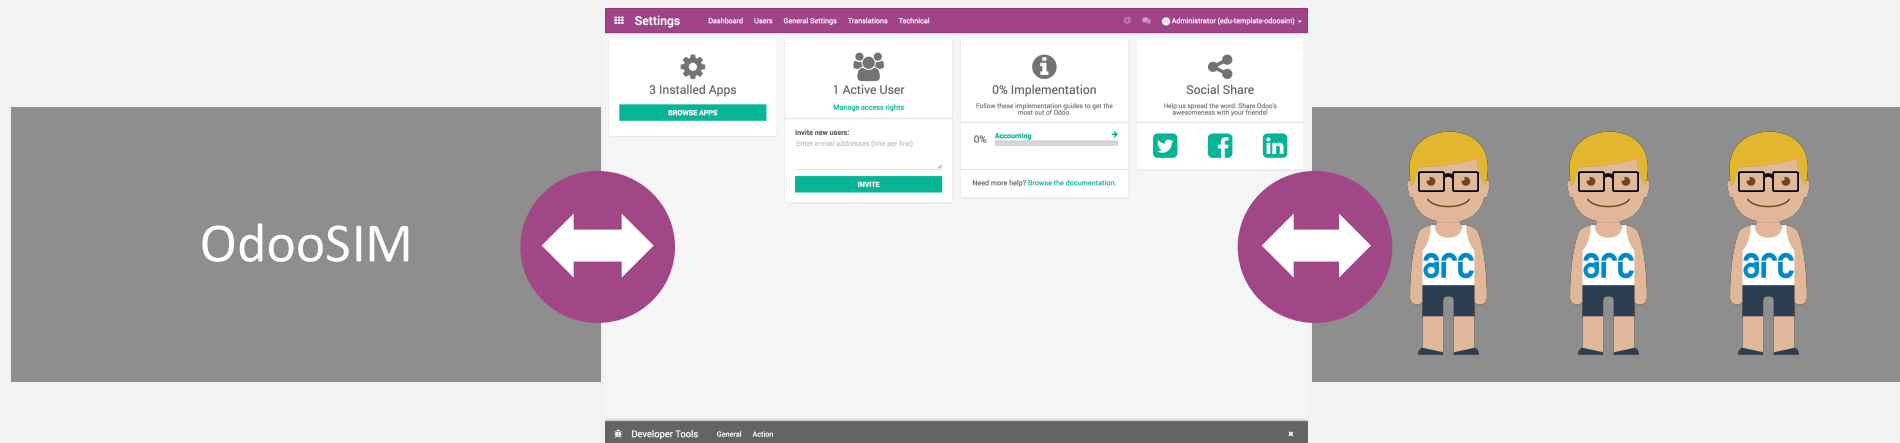 OdooSIM
Settings Dashboard Users General Settings Translations Technical @ Administrator (edu-template-odoosim)
3 Installed Apps
BROWSE APPS
1 Active User
Manage access rights
Invite new users:
Enter e-mail addresses (one per line)
INVITE
0% Implementation
Follow these implementation guides to get the
most out of Odoo.
0% Accounting
Need more help? Browse the documentation.
Social Share
Help us spread the word! Share Odoo's
awesomeness with your friends!
arc arc arc
Developer Tools General Action